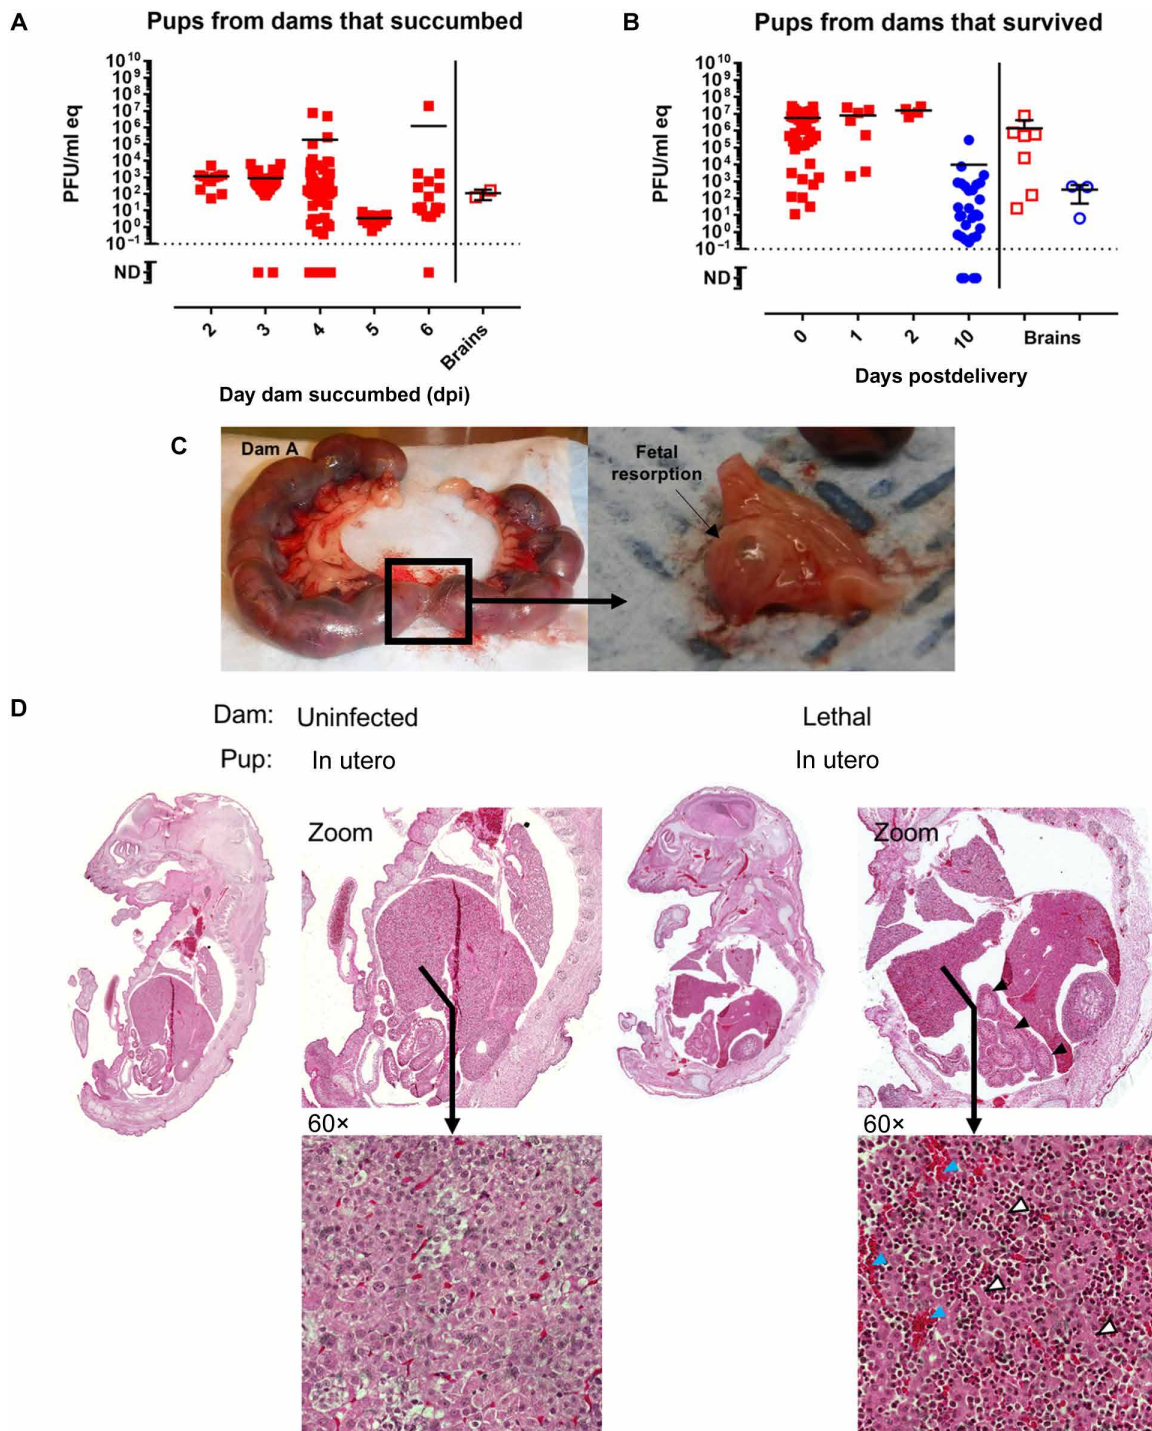 A
Pups from dams that succumbed
PFU/ml eq
10^10
10^9
10^8
10^7
10^6
10^5
10^4
10^3
10^2
10^1
10^0
10^-1
ND
2 3 4 5 6 Brains
Day dam succumbed (dpi)
B
Pups from dams that survived
PFU/ml eq
10^10
10^9
10^8
10^7
10^6
10^5
10^4
10^3
10^2
10^1
10^0
10^-1
ND
0 1 2 10 Brains
Days postdelivery
C
Dam A
Fetal
resorption
D
Dam: Uninfected Lethal
Pup: In utero In utero
Zoom
Zoom
60×
60×